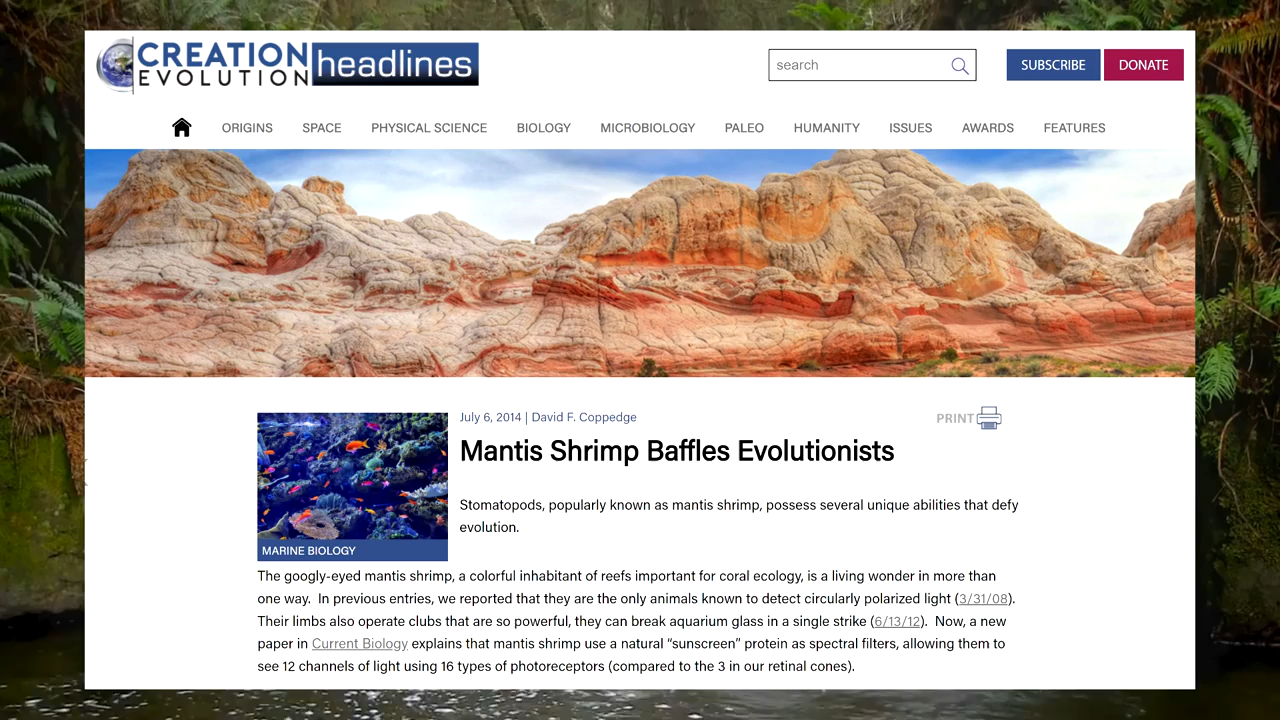 CREATION
EVOLUTION
headlines
search
SUBSCRIBE
DONATE
ORIGINS
SPACE
PHYSICAL SCIENCE
BIOLOGY
MICROBIOLOGY
PALEO
HUMANITY
ISSUES
AWARDS
FEATURES
July 6, 2014 | David F. Coppedge
PRINT
Mantis Shrimp Baffles Evolutionists
Stomatopods, popularly known as mantis shrimp, possess several unique abilities that defy
evolution.
MARINE BIOLOGY
The googly-eyed mantis shrimp, a colorful inhabitant of reefs important for coral ecology, is a living wonder in more than
one way.  In previous entries, we reported that they are the only animals known to detect circularly polarized light (3/31/08).
Their limbs also operate clubs that are so powerful, they can break aquarium glass in a single strike (6/13/12).  Now, a new
paper in Current Biology explains that mantis shrimp use a natural “sunscreen” protein as spectral filters, allowing them to
see 12 channels of light using 16 types of photoreceptors (compared to the 3 in our retinal cones).